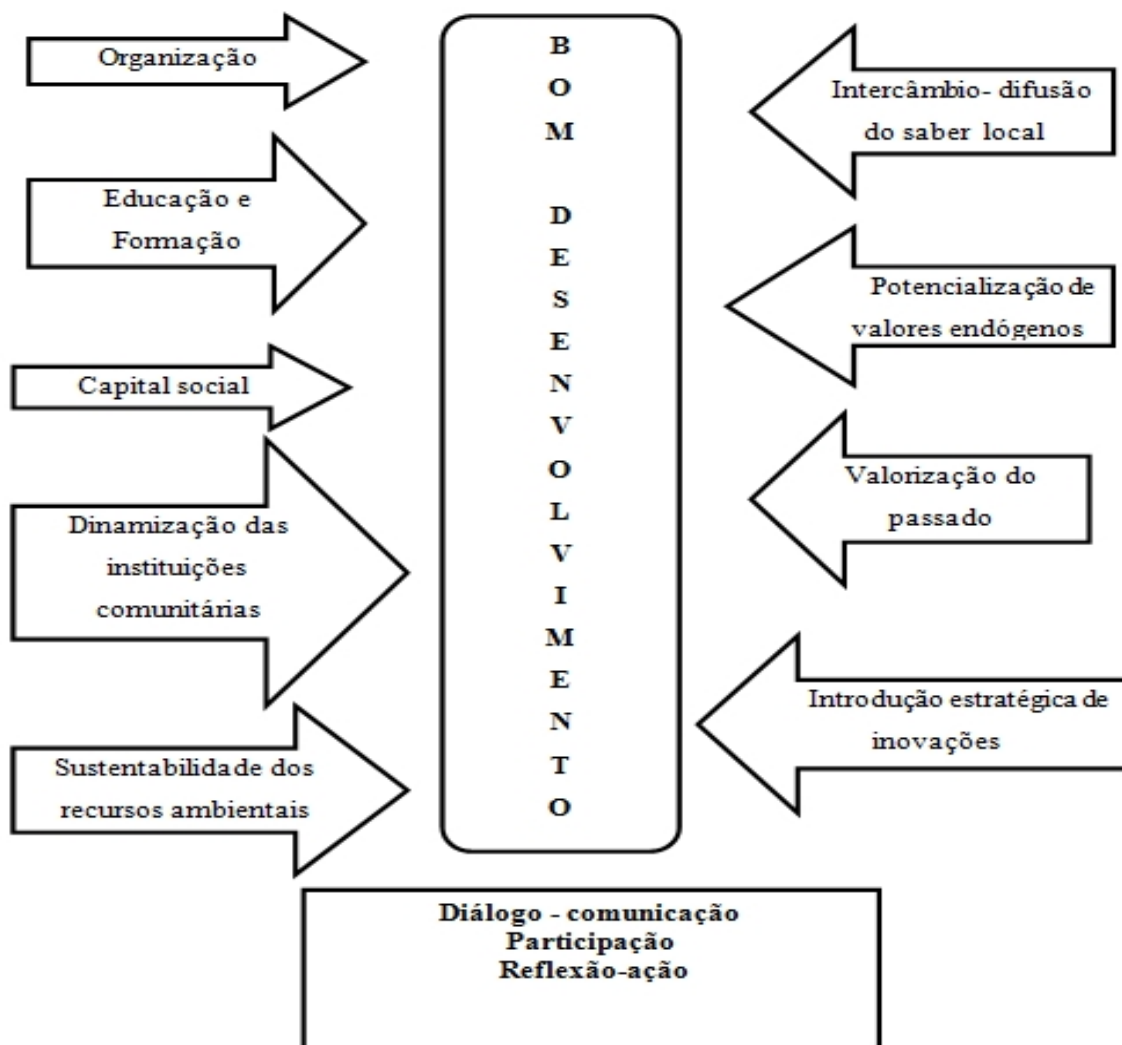 Organização
Educação e
Formação
Capital social
Dinamização das
instituições
comunitárias
Sustentabilidade dos
recursos ambientais
B
O
M
D
E
S
E
N
V
O
L
V
I
M
E
N
T
O
Intercâmbio- difusão
do saber local
Potencialização de
valores endógenos
Valorização do
passado
Introdução estratégica de
inovações
Diálogo - comunicação
Participação
Reflexão-ação